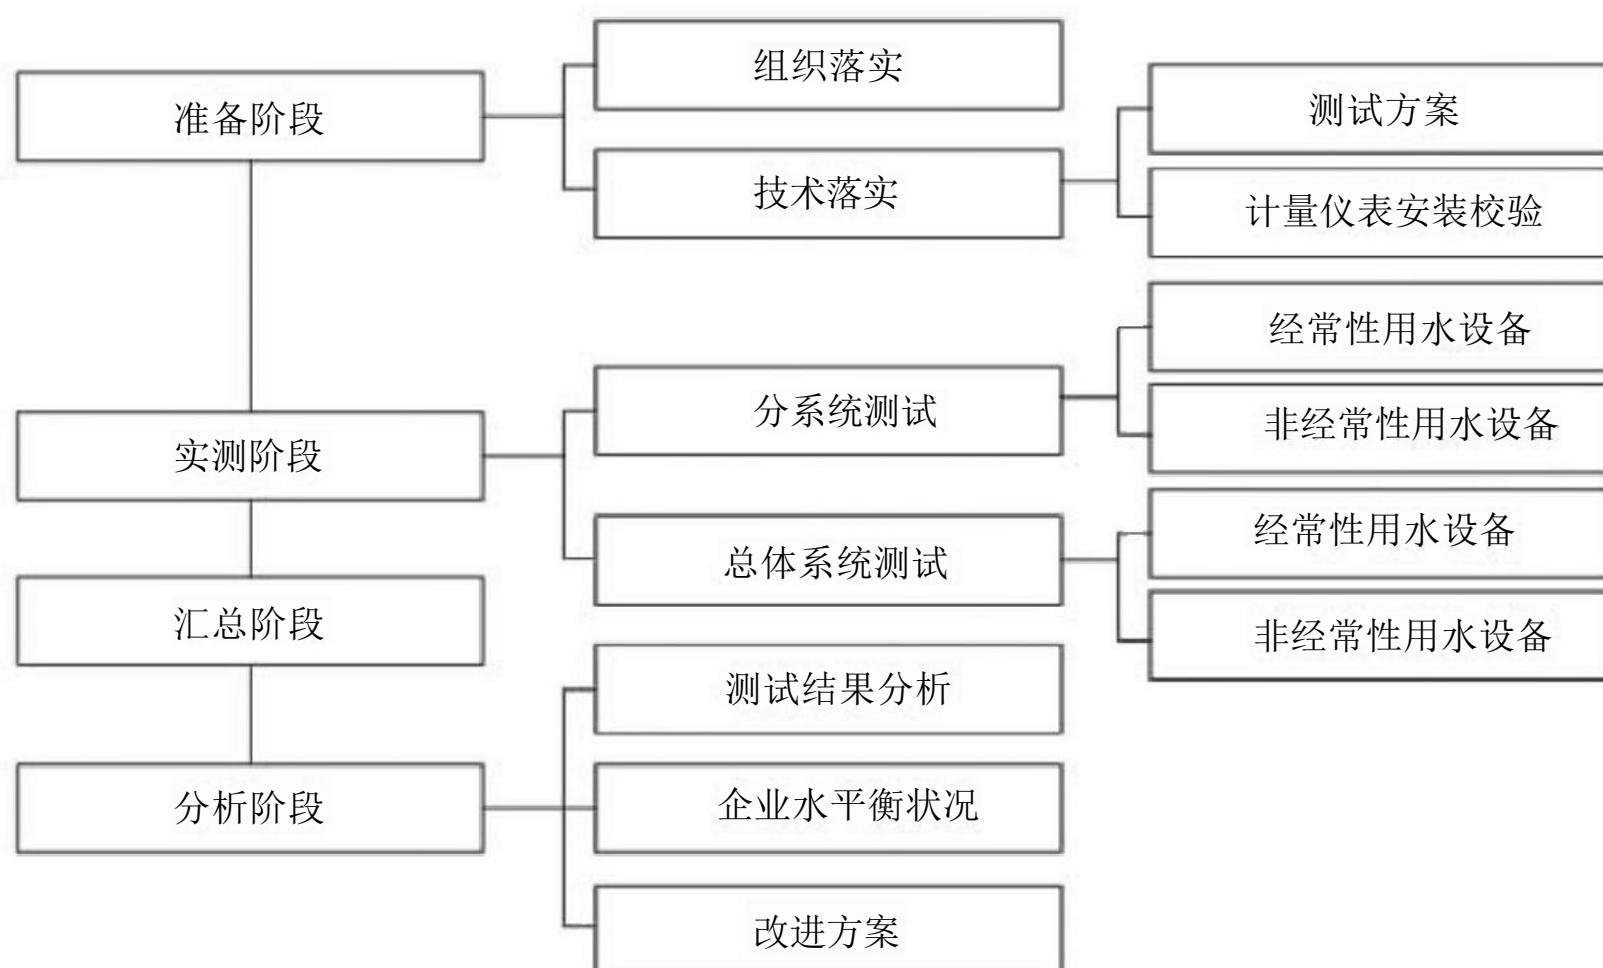 准备阶段
组织落实
技术落实
测试方案
计量仪表安装校验
实测阶段
分系统测试
经常性用水设备
非经常性用水设备
总体系统测试
经常性用水设备
非经常性用水设备
汇总阶段
分析阶段
测试结果分析
企业水平衡状况
改进方案